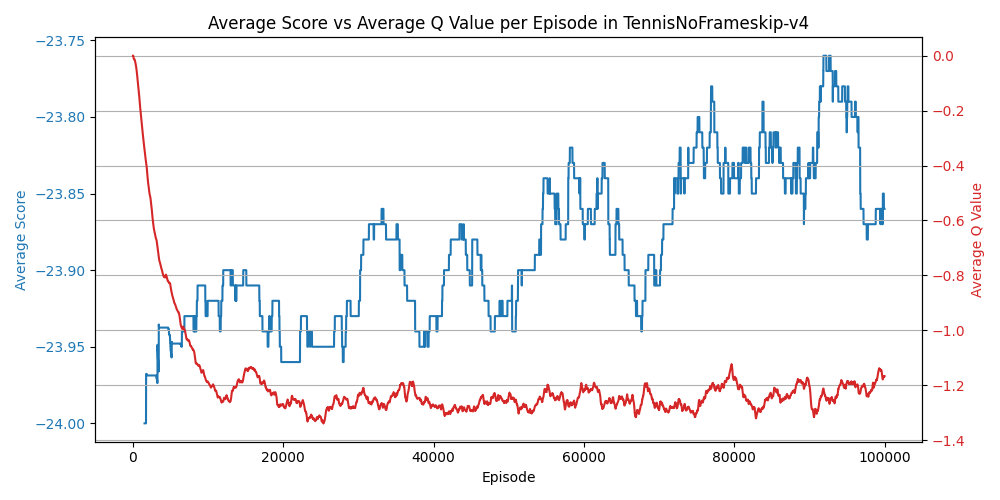 Average Score vs Average Q Value per Episode in TennisNoFrameskip-v4
−23.75
−23.80
−23.85
−23.90
−23.95
−24.00
Average Score
0.0
−0.2
−0.4
−0.6
−0.8
−1.0
−1.2
−1.4
Average Q Value
0 20000 40000 60000 80000 100000
Episode